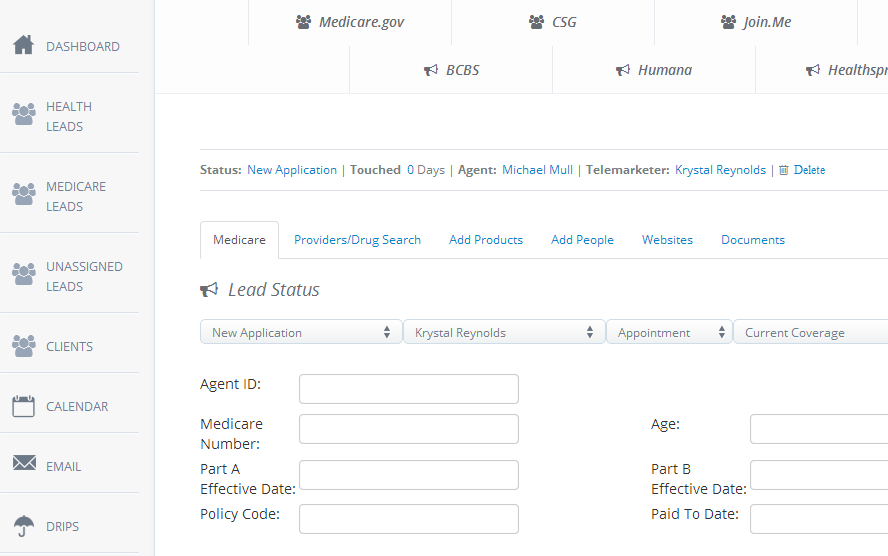 Medicare.gov CSG Join.Me
BCBS Humana Healthspr
DASHBOARD
HEALTH
LEADS
MEDICARE
LEADS
UNASSIGNED
LEADS
CLIENTS
CALENDAR
EMAIL
DRIPS
Status: New Application | Touched 0 Days | Agent: Michael Mull | Telemarketer: Krystal Reynolds | Delete
Medicare Providers/Drug Search Add Products Add People Websites Documents
Lead Status
New Application Krystal Reynolds Appointment Current Coverage
Agent ID:
Medicare
Number:
Age:
Part A
Effective Date:
Part B
Effective Date:
Policy Code:
Paid To Date: